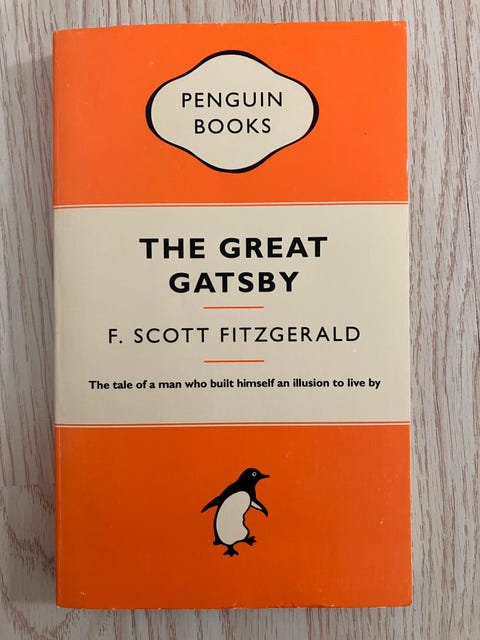 PENGUIN
BOOKS
THE GREAT
GATSBY
F. SCOTT FITZGERALD
The tale of a man who built himself an illusion to live by